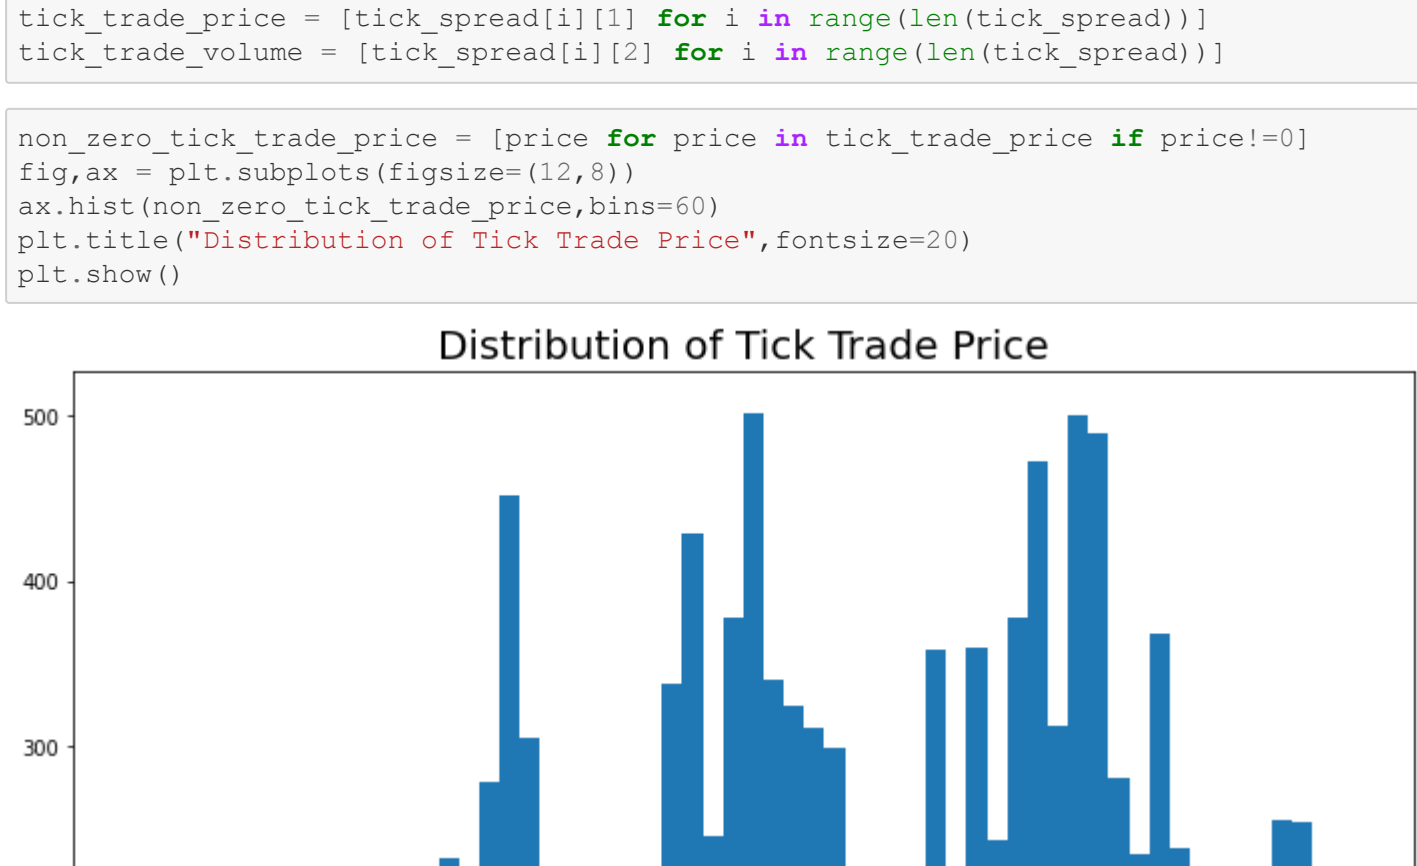 tick_trade_price = [tick_spread[i][1] for i in range(len(tick_spread))]
tick_trade_volume = [tick_spread[i][2] for i in range(len(tick_spread))]
non_zero_tick_trade_price = [price for price in tick_trade_price if price!=0]
fig,ax = plt.subplots(figsize=(12,8))
ax.hist(non_zero_tick_trade_price,bins=60)
plt.title("Distribution of Tick Trade Price",fontsize=20)
plt.show()
Distribution of Tick Trade Price
500
400
300